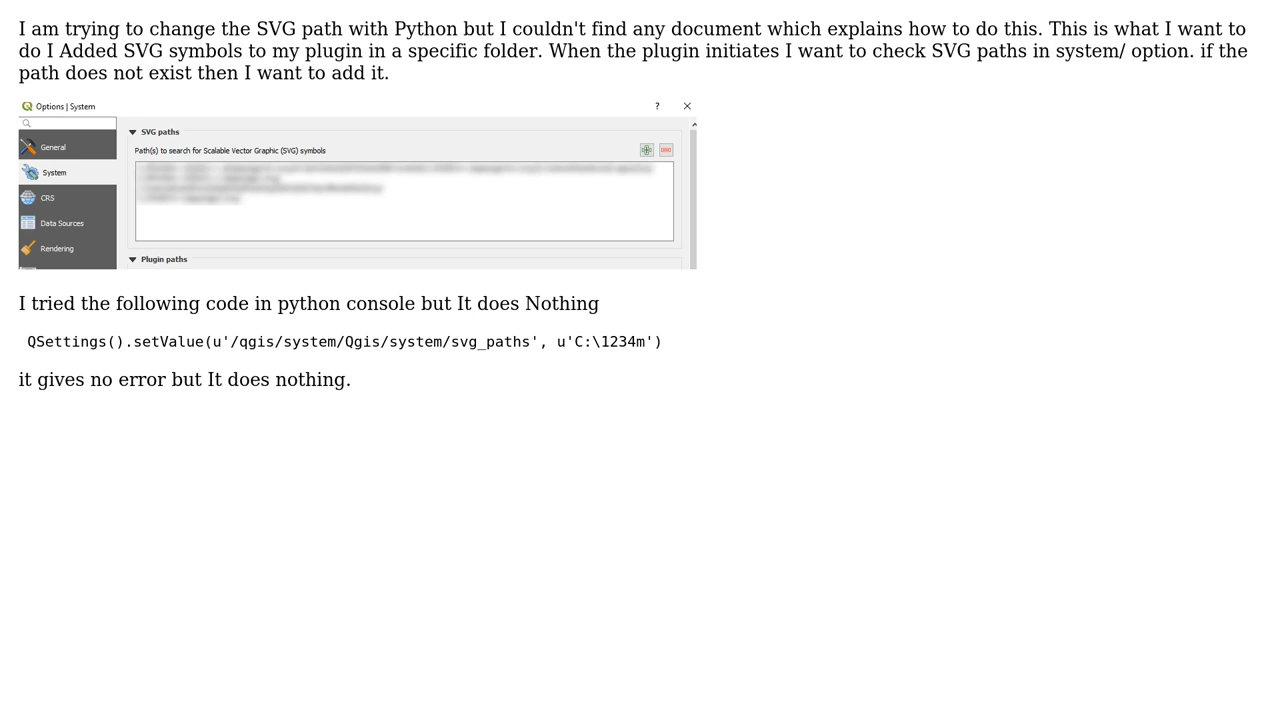 I am trying to change the SVG path with Python but I couldn't find any document which explains how to do this. This is what I want to
do I Added SVG symbols to my plugin in a specific folder. When the plugin initiates I want to check SVG paths in system/ option. if the
path does not exist then I want to add it.
Options | System
?
General
System
CRS
Data Sources
Rendering
SVG paths
Path(s) to search for Scalable Vector Graphic (SVG) symbols
Plugin paths
I tried the following code in python console but It does Nothing
QSettings().setValue(u'/qgis/system/Qgis/system/svg_paths', u'C:\1234m')
it gives no error but It does nothing.